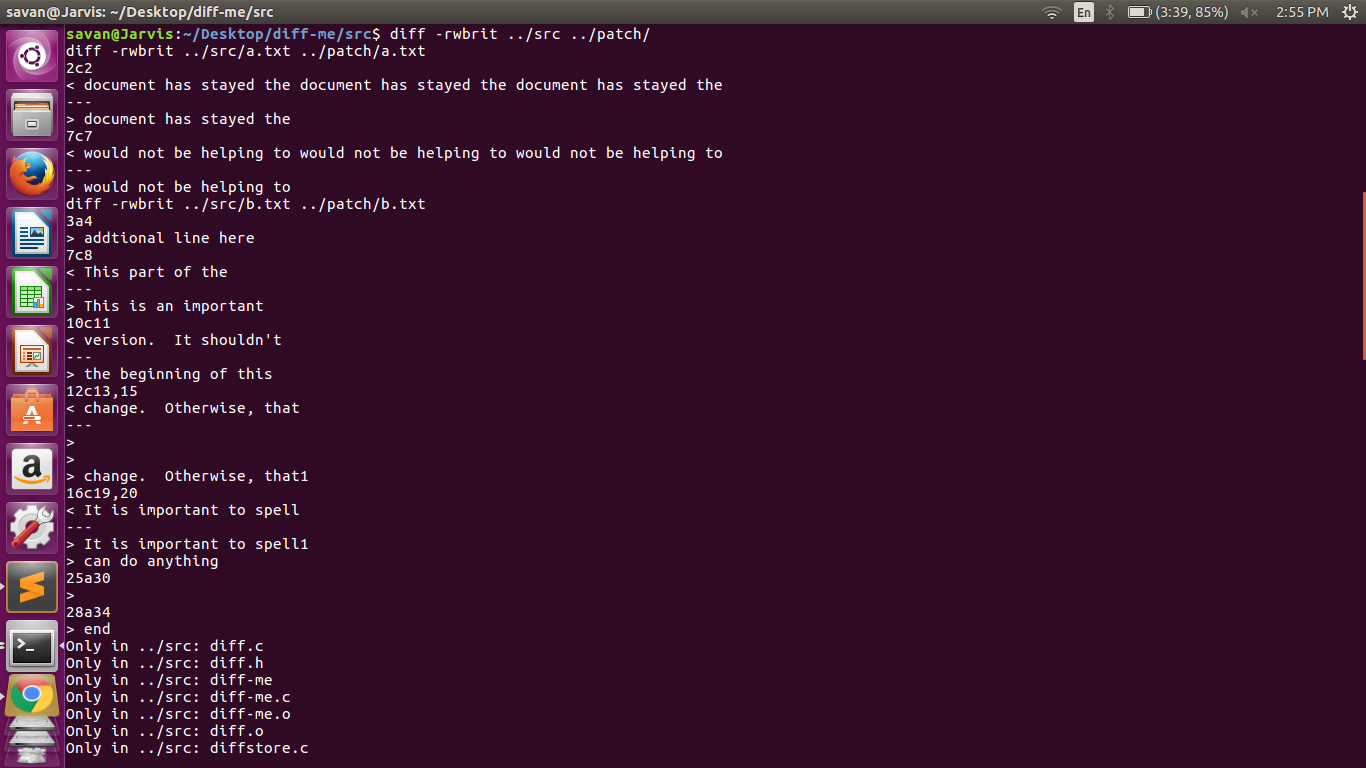 savan@Jarvis: ~/Desktop/diff-me/src
En
(3:39, 85%)
2:55 PM
savan@Jarvis:~/Desktop/diff-me/src$ diff -rwbrit ../src ../patch/
diff -rwbrit ../src/a.txt ../patch/a.txt
2c2
< document has stayed the document has stayed the document has stayed the
---
> document has stayed the
7c7
< would not be helping to would not be helping to would not be helping to
---
> would not be helping to
diff -rwbrit ../src/b.txt ../patch/b.txt
3a4
> addtional line here
7c8
< This part of the
---
> This is an important
10c11
< version.  It shouldn't
---
> the beginning of this
12c13,15
< change.  Otherwise, that
---
>
>
> change.  Otherwise, that1
16c19,20
< It is important to spell
---
> It is important to spell1
> can do anything
25a30
>
28a34
> end
Only in ../src: diff.c
Only in ../src: diff.h
Only in ../src: diff-me
Only in ../src: diff-me.c
Only in ../src: diff-me.o
Only in ../src: diff.o
Only in ../src: diffstore.c